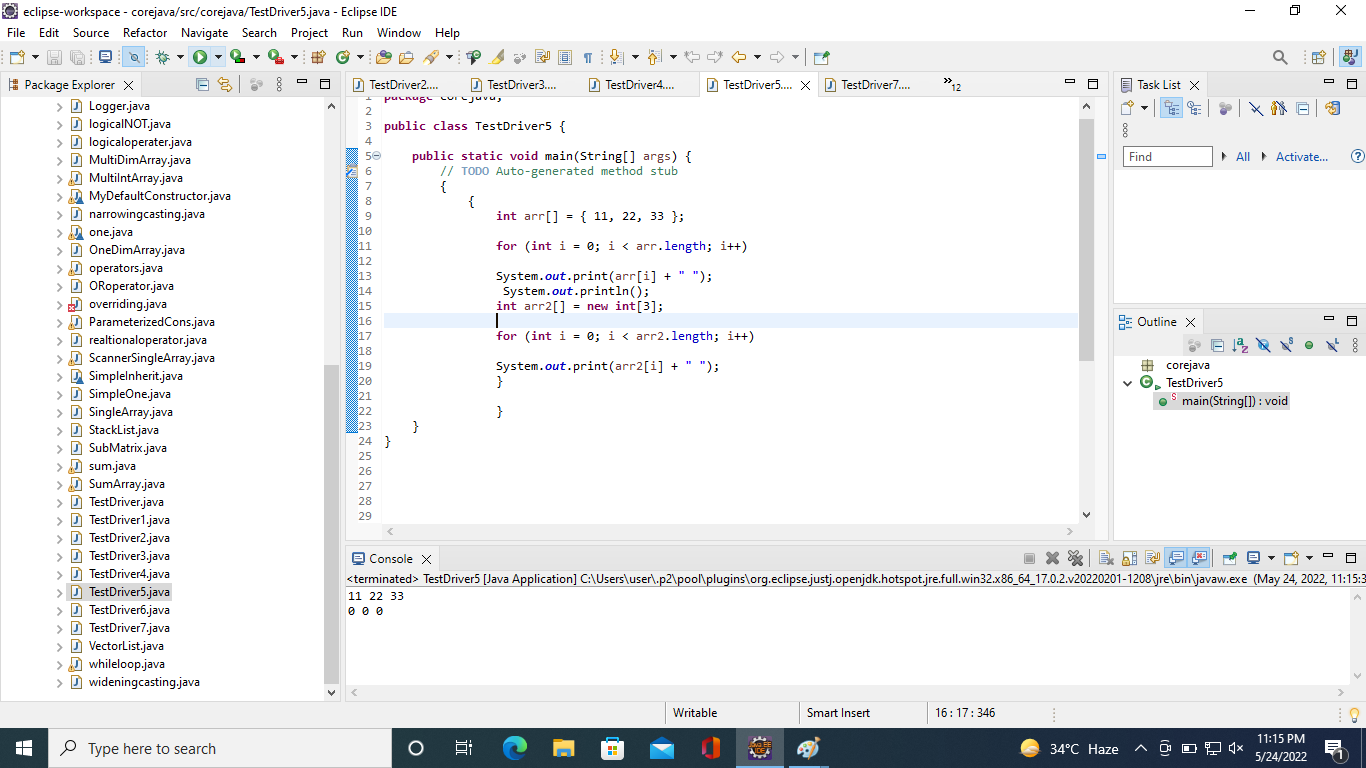 eclipse-workspace - corejava/src/corejava/TestDriver5.java - Eclipse IDE
File Edit Source Refactor Navigate Search Project Run Window Help
Package Explorer
Logger.java
logicalNOT.java
logicaloperater.java
MultiDimArray.java
MultiIntArray.java
MyDefaultConstructor.java
narrowingcasting.java
one.java
OneDimArray.java
operators.java
ORoperator.java
overriding.java
ParameterizedCons.java
realtionaloperator.java
ScannerSingleArray.java
SimpleInherit.java
SimpleOne.java
SingleArray.java
StackList.java
SubMatrix.java
sum.java
SumArray.java
TestDriver.java
TestDriver1.java
TestDriver2.java
TestDriver3.java
TestDriver4.java
TestDriver5.java
TestDriver6.java
TestDriver7.java
VectorList.java
whileloop.java
wideningcasting.java
TestDriver2.... TestDriver3.... TestDriver4.... TestDriver5.... TestDriver7.... »12
1 package corejava;
2
3 public class TestDriver5 {
4
5 public static void main(String[] args) {
6 // TODO Auto-generated method stub
7 {
8 {
9 int arr[] = { 11, 22, 33 };
10
11 for (int i = 0; i < arr.length; i++)
12
13 System.out.print(arr[i] + " ");
14 System.out.println();
15 int arr2[] = new int[3];
16
17 for (int i = 0; i < arr2.length; i++)
18
19 System.out.print(arr2[i] + " ");
20 }
21
22 }
23 }
24 }
25
26
27
28
29
Task List
Find All Activate...
Outline
corejava
TestDriver5
main(String[]) : void
Console
<terminated> TestDriver5 [Java Application] C:\Users\user\.p2\pool\plugins\org.eclipse.justj.openjdk.hotspot.jre.full.win32.x86_64_17.0.2.v20220201-1208\jre\bin\javaw.exe (May 24, 2022, 11:15:3
11 22 33
0 0 0
Writable Smart Insert 16 : 17 : 346
Type here to search
34°C Haze
11:15 PM
5/24/2022
1